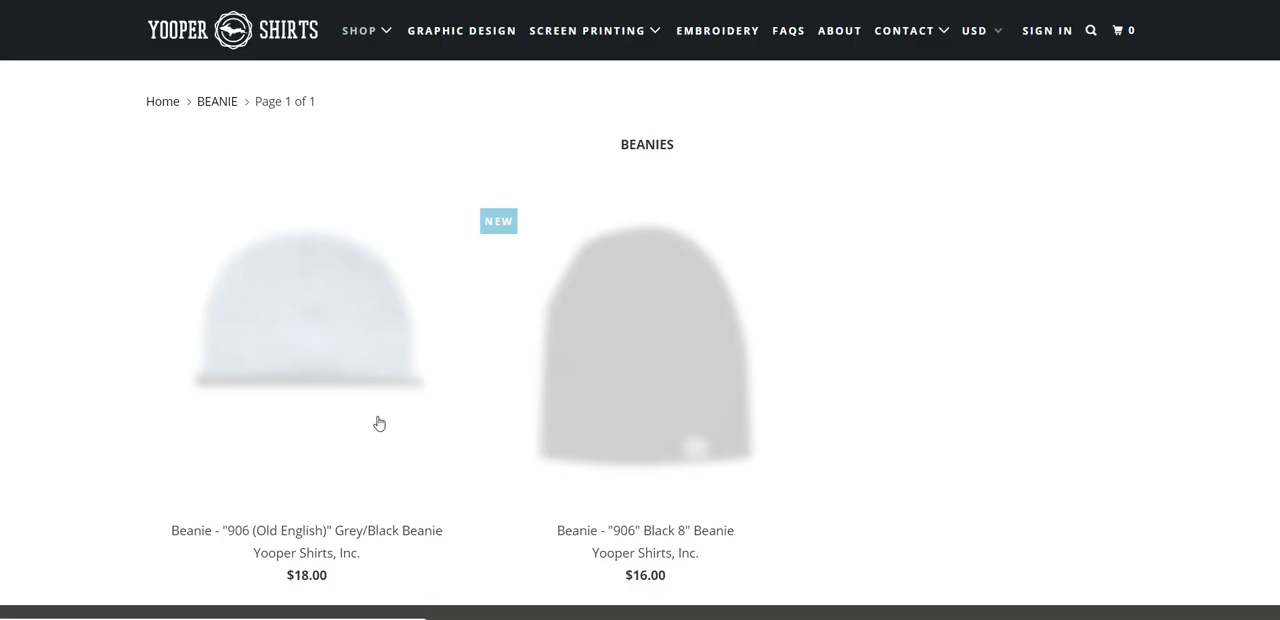 YOOPER SHIRTS SHOP GRAPHIC DESIGN SCREEN PRINTING EMBROIDERY FAQS ABOUT CONTACT USD SIGN IN 0
Home > BEANIE > Page 1 of 1
BEANIES
NEW
Beanie - "906 (Old English)" Grey/Black Beanie
Yooper Shirts, Inc.
$18.00
Beanie - "906" Black 8" Beanie
Yooper Shirts, Inc.
$16.00